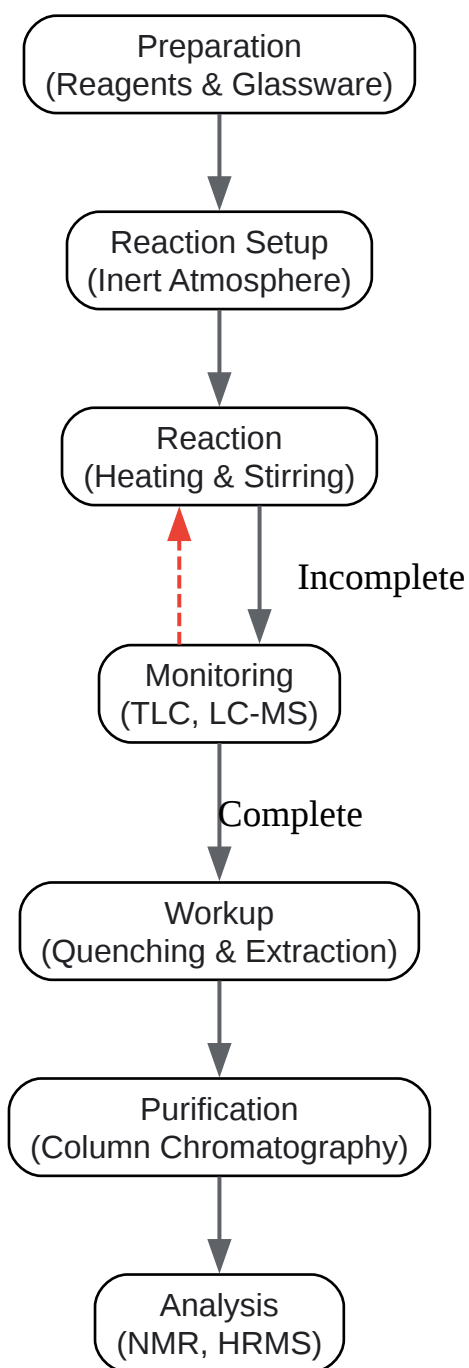 Preparation
(Reagents & Glassware)
Reaction Setup
(Inert Atmosphere)
Reaction
(Heating & Stirring)
Incomplete
Monitoring
(TLC, LC-MS)
Complete
Workup
(Quenching & Extraction)
Purification
(Column Chromatography)
Analysis
(NMR, HRMS)